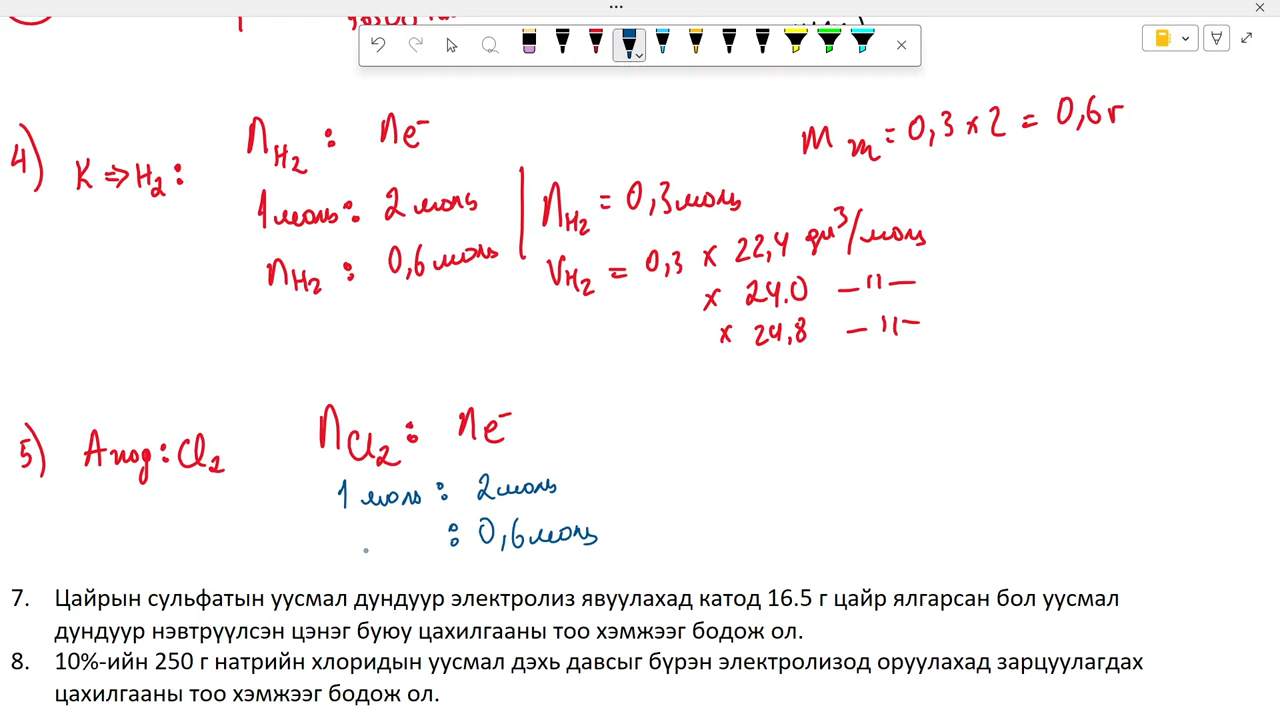 4) K ⇒ H₂ :
n H₂ : n e⁻
1 моль : 2 моль
n H₂ : 0,6 моль
n H₂ = 0,3 моль
V H₂ = 0,3 × 22,4 дм³/моль
× 24.0 —"—
× 24,8 —"—
= 0,3 × 2 = 0,6 г
5) Анод : Cl₂
n Cl₂ : n e⁻
1 моль : 2 моль
: 0,6 моль
7. Цайрын сульфатын уусмал дундуур электролиз явуулахад катод 16.5 г цайр ялгарсан бол уусмал
дундуур нэвтрүүлсэн цэнэг буюу цахилгааны тоо хэмжээг бодож ол.
8. 10%-ийн 250 г натрийн хлоридын уусмал дэхь давсыг бүрэн электролизод оруулахад зарцуулагдах
цахилгааны тоо хэмжээг бодож ол.